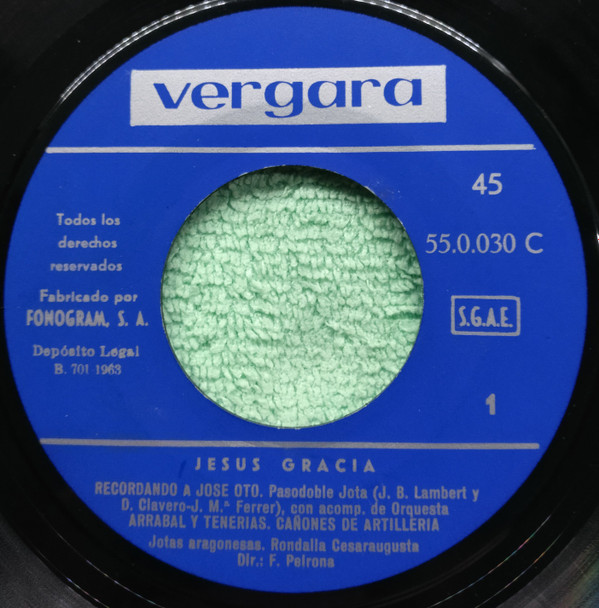 vergara
45
55.0.030 C
Todos los
derechos
reservados
Fabricado por
FONOGRAM, S. A.
Depósito Legal
B. 701-1963
S.G.A.E.
1
JESUS GRACIA
RECORDANDO A JOSE OTO. Pasodoble Jota (J. B. Lambert y
D. Clavero-J. M.ª Ferrer), con acomp. de Orquesta
ARRABAL Y TENERIAS. CAÑONES DE ARTILLERIA
Jotas aragonesas. Rondalla Cesaraugusta
Dir.: F. Peirona